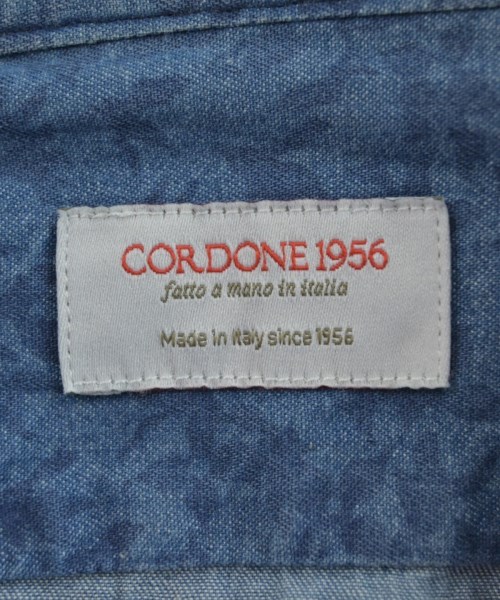 CORDONE 1956
fatto a mano in italia
Made in Italy since 1956